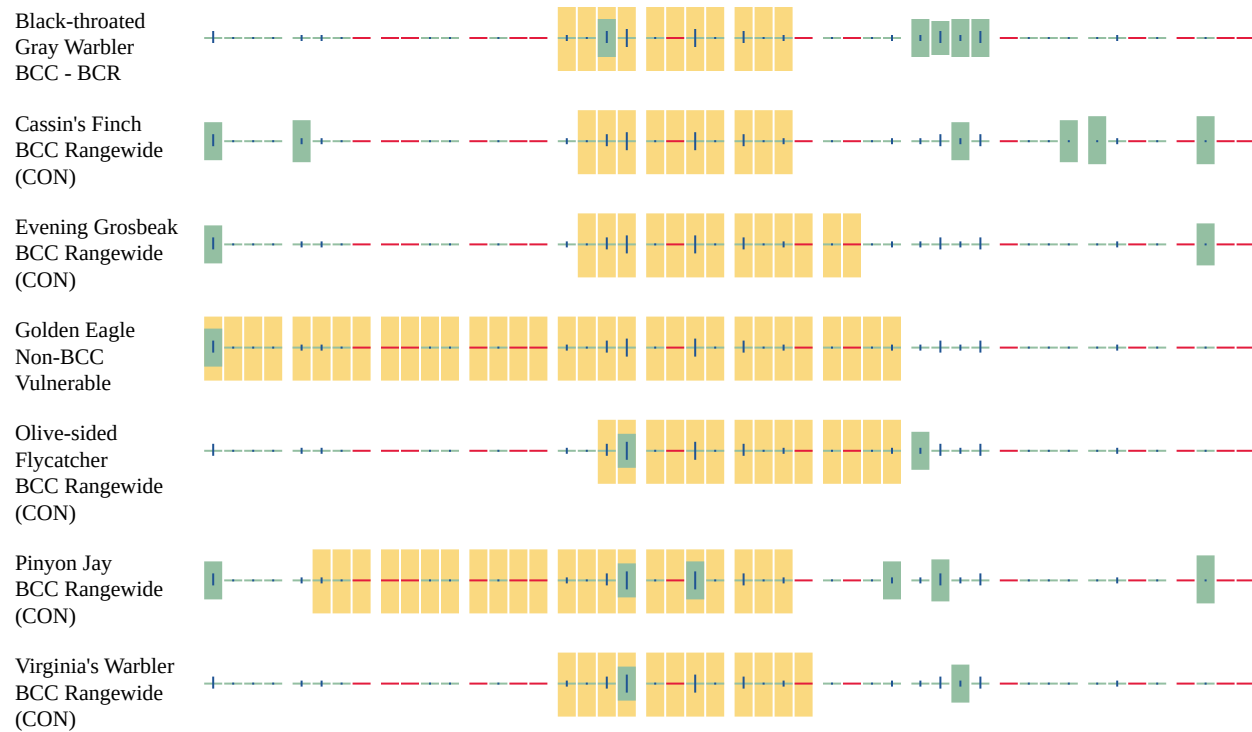 Black-throated
Gray Warbler
BCC - BCR
Cassin's Finch
BCC Rangewide
(CON)
Evening Grosbeak
BCC Rangewide
(CON)
Golden Eagle
Non-BCC
Vulnerable
Olive-sided
Flycatcher
BCC Rangewide
(CON)
Pinyon Jay
BCC Rangewide
(CON)
Virginia's Warbler
BCC Rangewide
(CON)